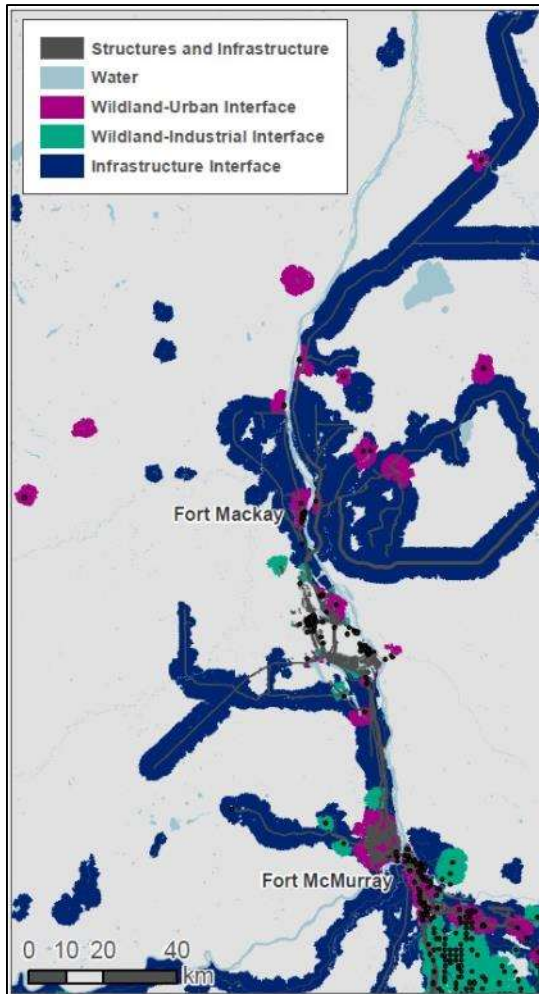 Structures and Infrastructure
Water
Wildland-Urban Interface
Wildland-Industrial Interface
Infrastructure Interface
Fort Mackay
Fort McMurray
0 10 20 40
km